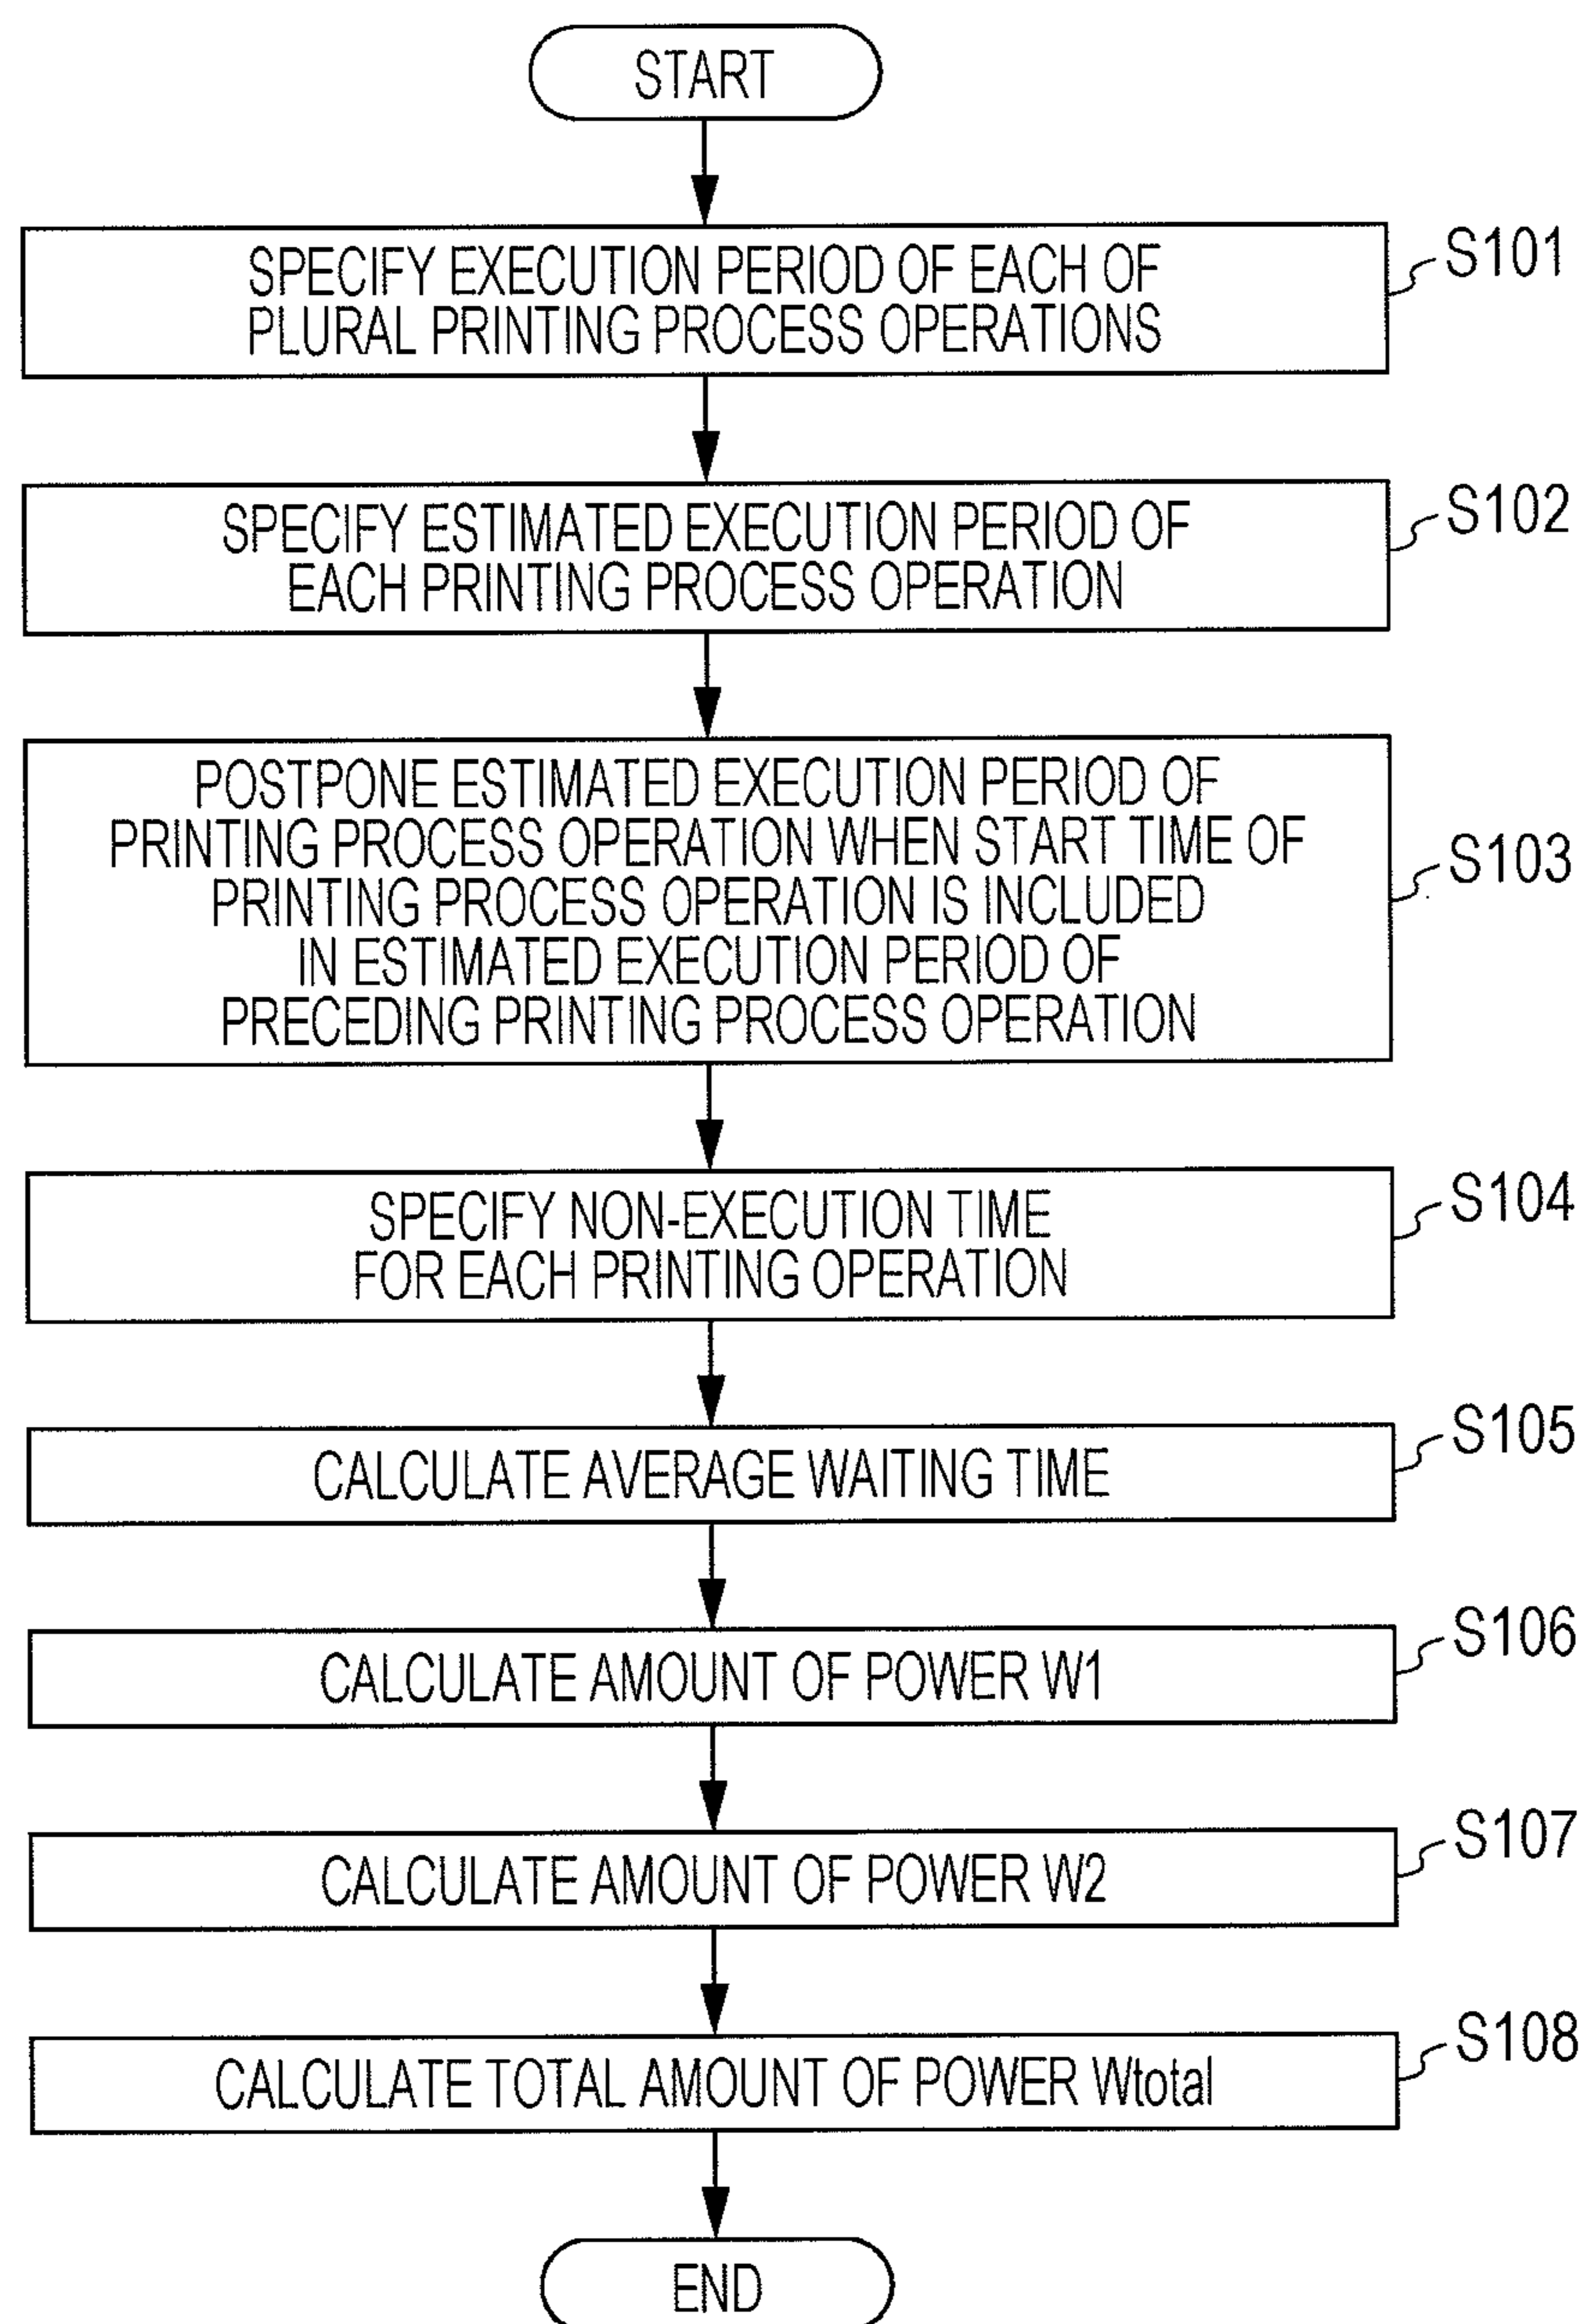 START
SPECIFY EXECUTION PERIOD OF EACH OF
PLURAL PRINTING PROCESS OPERATIONS
S101
SPECIFY ESTIMATED EXECUTION PERIOD OF
EACH PRINTING PROCESS OPERATION
S102
POSTPONE ESTIMATED EXECUTION PERIOD OF
PRINTING PROCESS OPERATION WHEN START TIME OF
PRINTING PROCESS OPERATION IS INCLUDED
IN ESTIMATED EXECUTION PERIOD OF
PRECEDING PRINTING PROCESS OPERATION
S103
SPECIFY NON-EXECUTION TIME
FOR EACH PRINTING OPERATION
S104
CALCULATE AVERAGE WAITING TIME
S105
CALCULATE AMOUNT OF POWER W1
S106
CALCULATE AMOUNT OF POWER W2
S107
CALCULATE TOTAL AMOUNT OF POWER Wtotal
S108
END